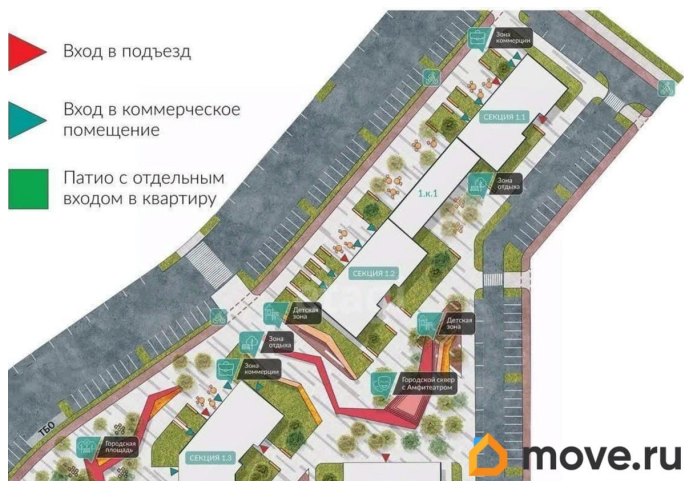 Вход в подъезд
Вход в коммерческое
помещение
Патио с отдельным
входом в квартиру
Зона
коммерции
СЕКЦИЯ 1.1
Зона
отдыха
1.к.1
СЕКЦИЯ 1.2
Детская
зона
Детская
зона
Зона
отдыха
Зона
коммерции
Городской сквер
с Амфитеатром
ТБО
Городская
площадь
СЕКЦИЯ 1.3
move.ru